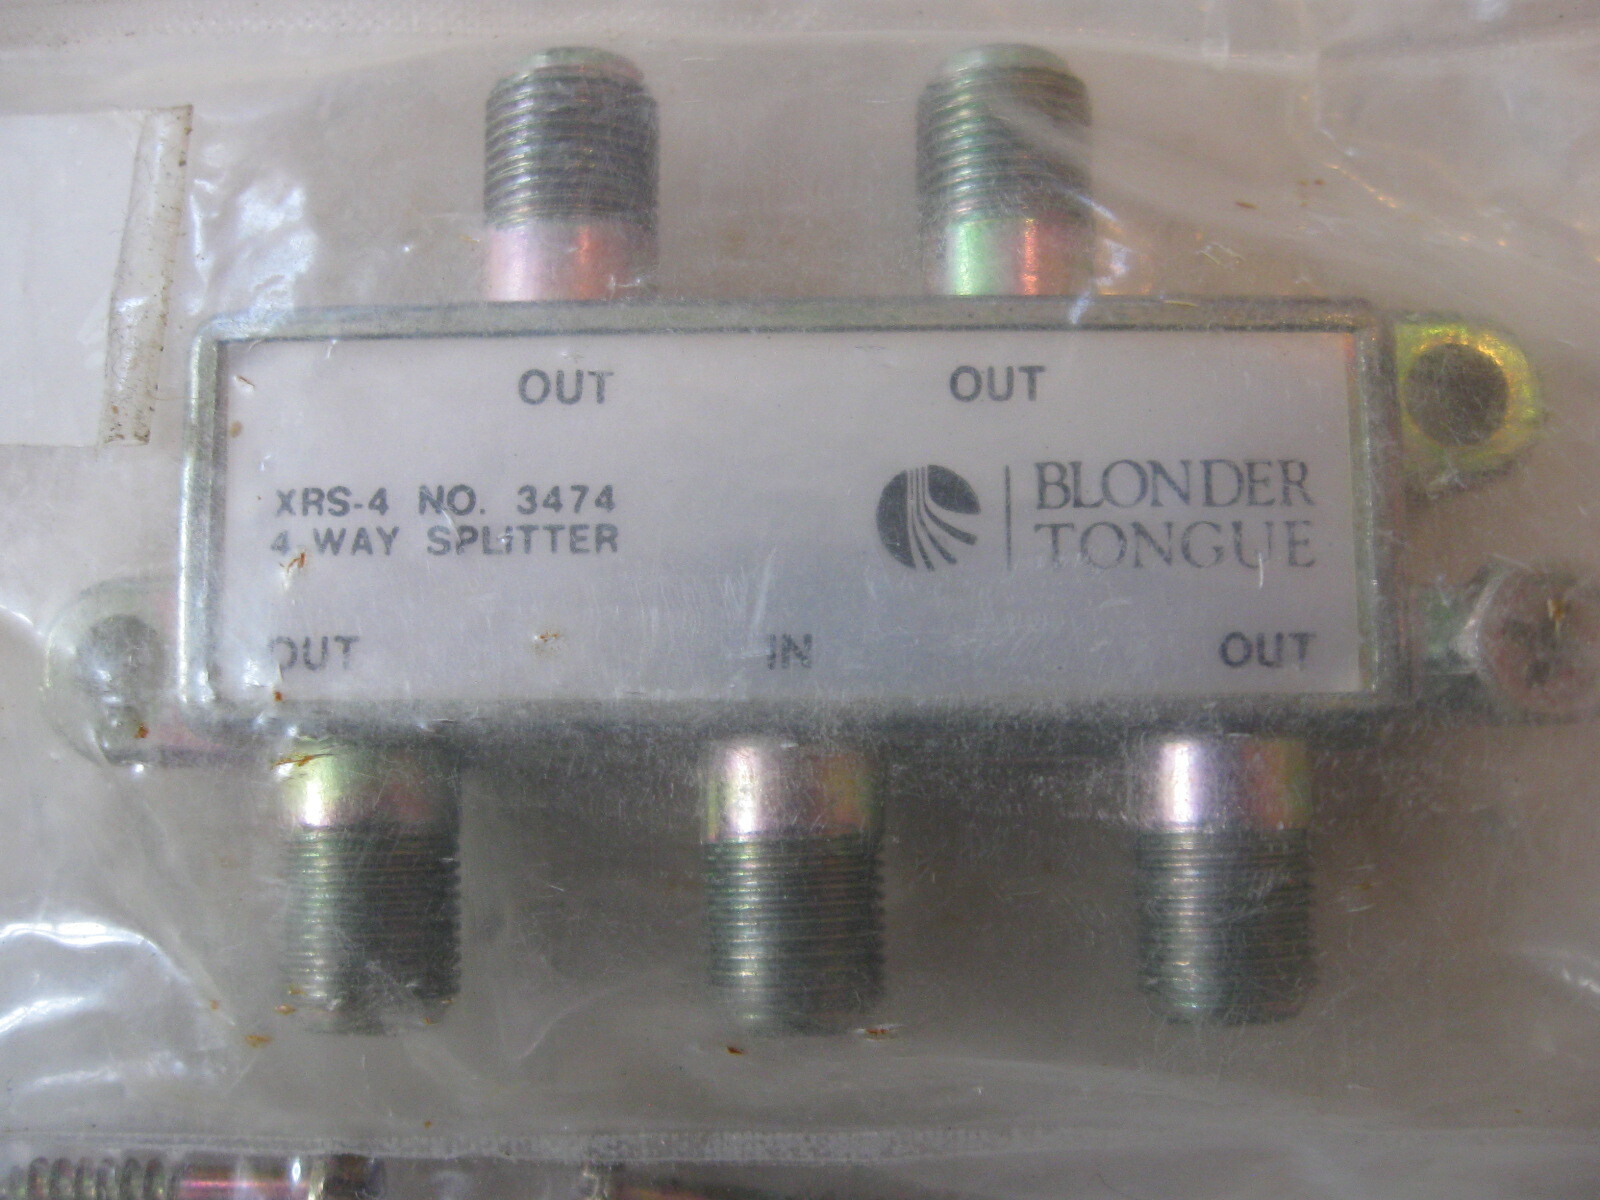 OUT OUT
XRS-4 NO. 3474
4-WAY SPLITTER
BLONDER
TONGUE
OUT IN OUT